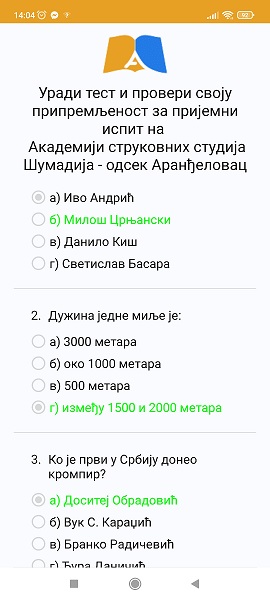 14:04
92
Уради тест и провери своју
припремљеност за пријемни
испит на
Академији струковних студија
Шумадија - одсек Аранђеловац
а) Иво Андрић
б) Милош Црњански
в) Данило Киш
г) Светислав Басара
2. Дужина једне миље је:
а) 3000 метара
б) око 1000 метара
в) 500 метара
г) између 1500 и 2000 метара
3. Ко је први у Србију донео
кромпир?
а) Доситеј Обрадовић
б) Вук С. Караџић
в) Бранко Радичевић
г) Ђура Даничић